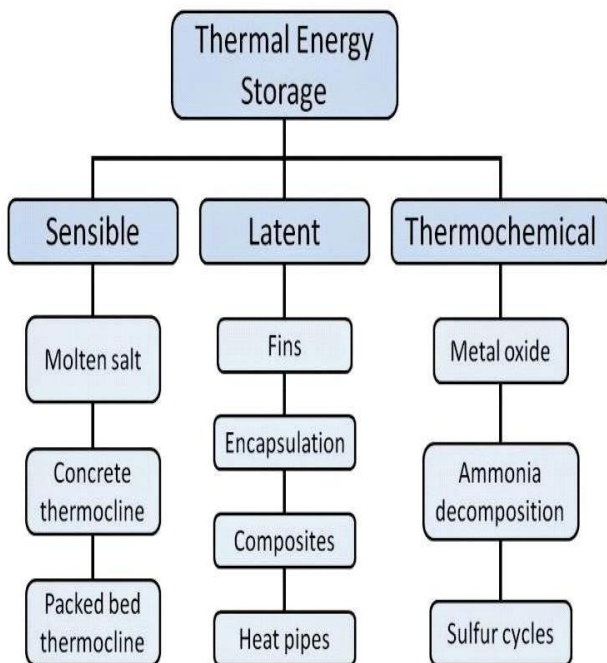 Thermal Energy
Storage
Sensible
Latent
Thermochemical
Molten salt
Concrete
thermocline
Packed bed
thermocline
Fins
Encapsulation
Composites
Heat pipes
Metal oxide
Ammonia
decomposition
Sulfur cycles